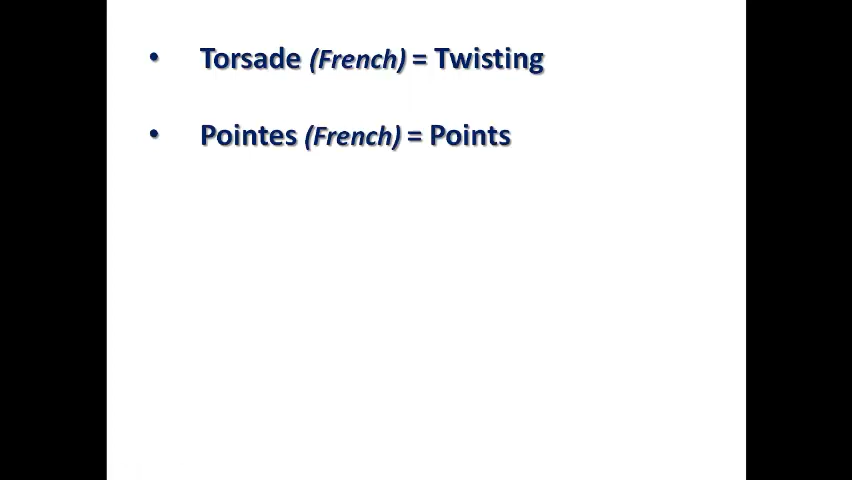 • Torsade (French) = Twisting
• Pointes (French) = Points